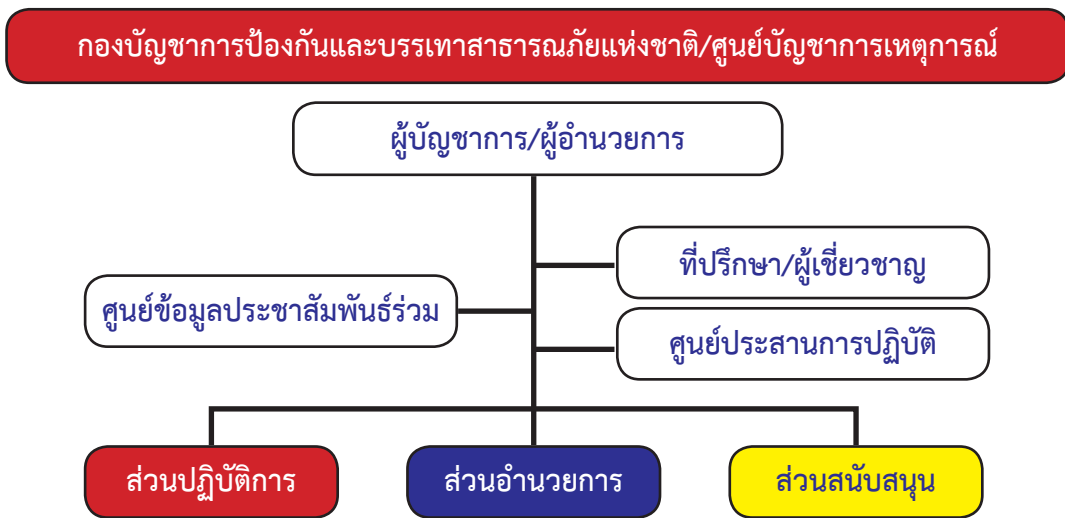 กองบัญชาการป้องกันและบรรเทาสาธารณภัยแห่งชาติ/ศูนย์บัญชาการเหตุการณ์
ผู้บัญชาการ/ผู้อำนวยการ
ที่ปรึกษา/ผู้เชี่ยวชาญ
ศูนย์ข้อมูลประชาสัมพันธ์ร่วม
ศูนย์ประสานการปฏิบัติ
ส่วนปฏิบัติการ
ส่วนอำนวยการ
ส่วนสนับสนุน